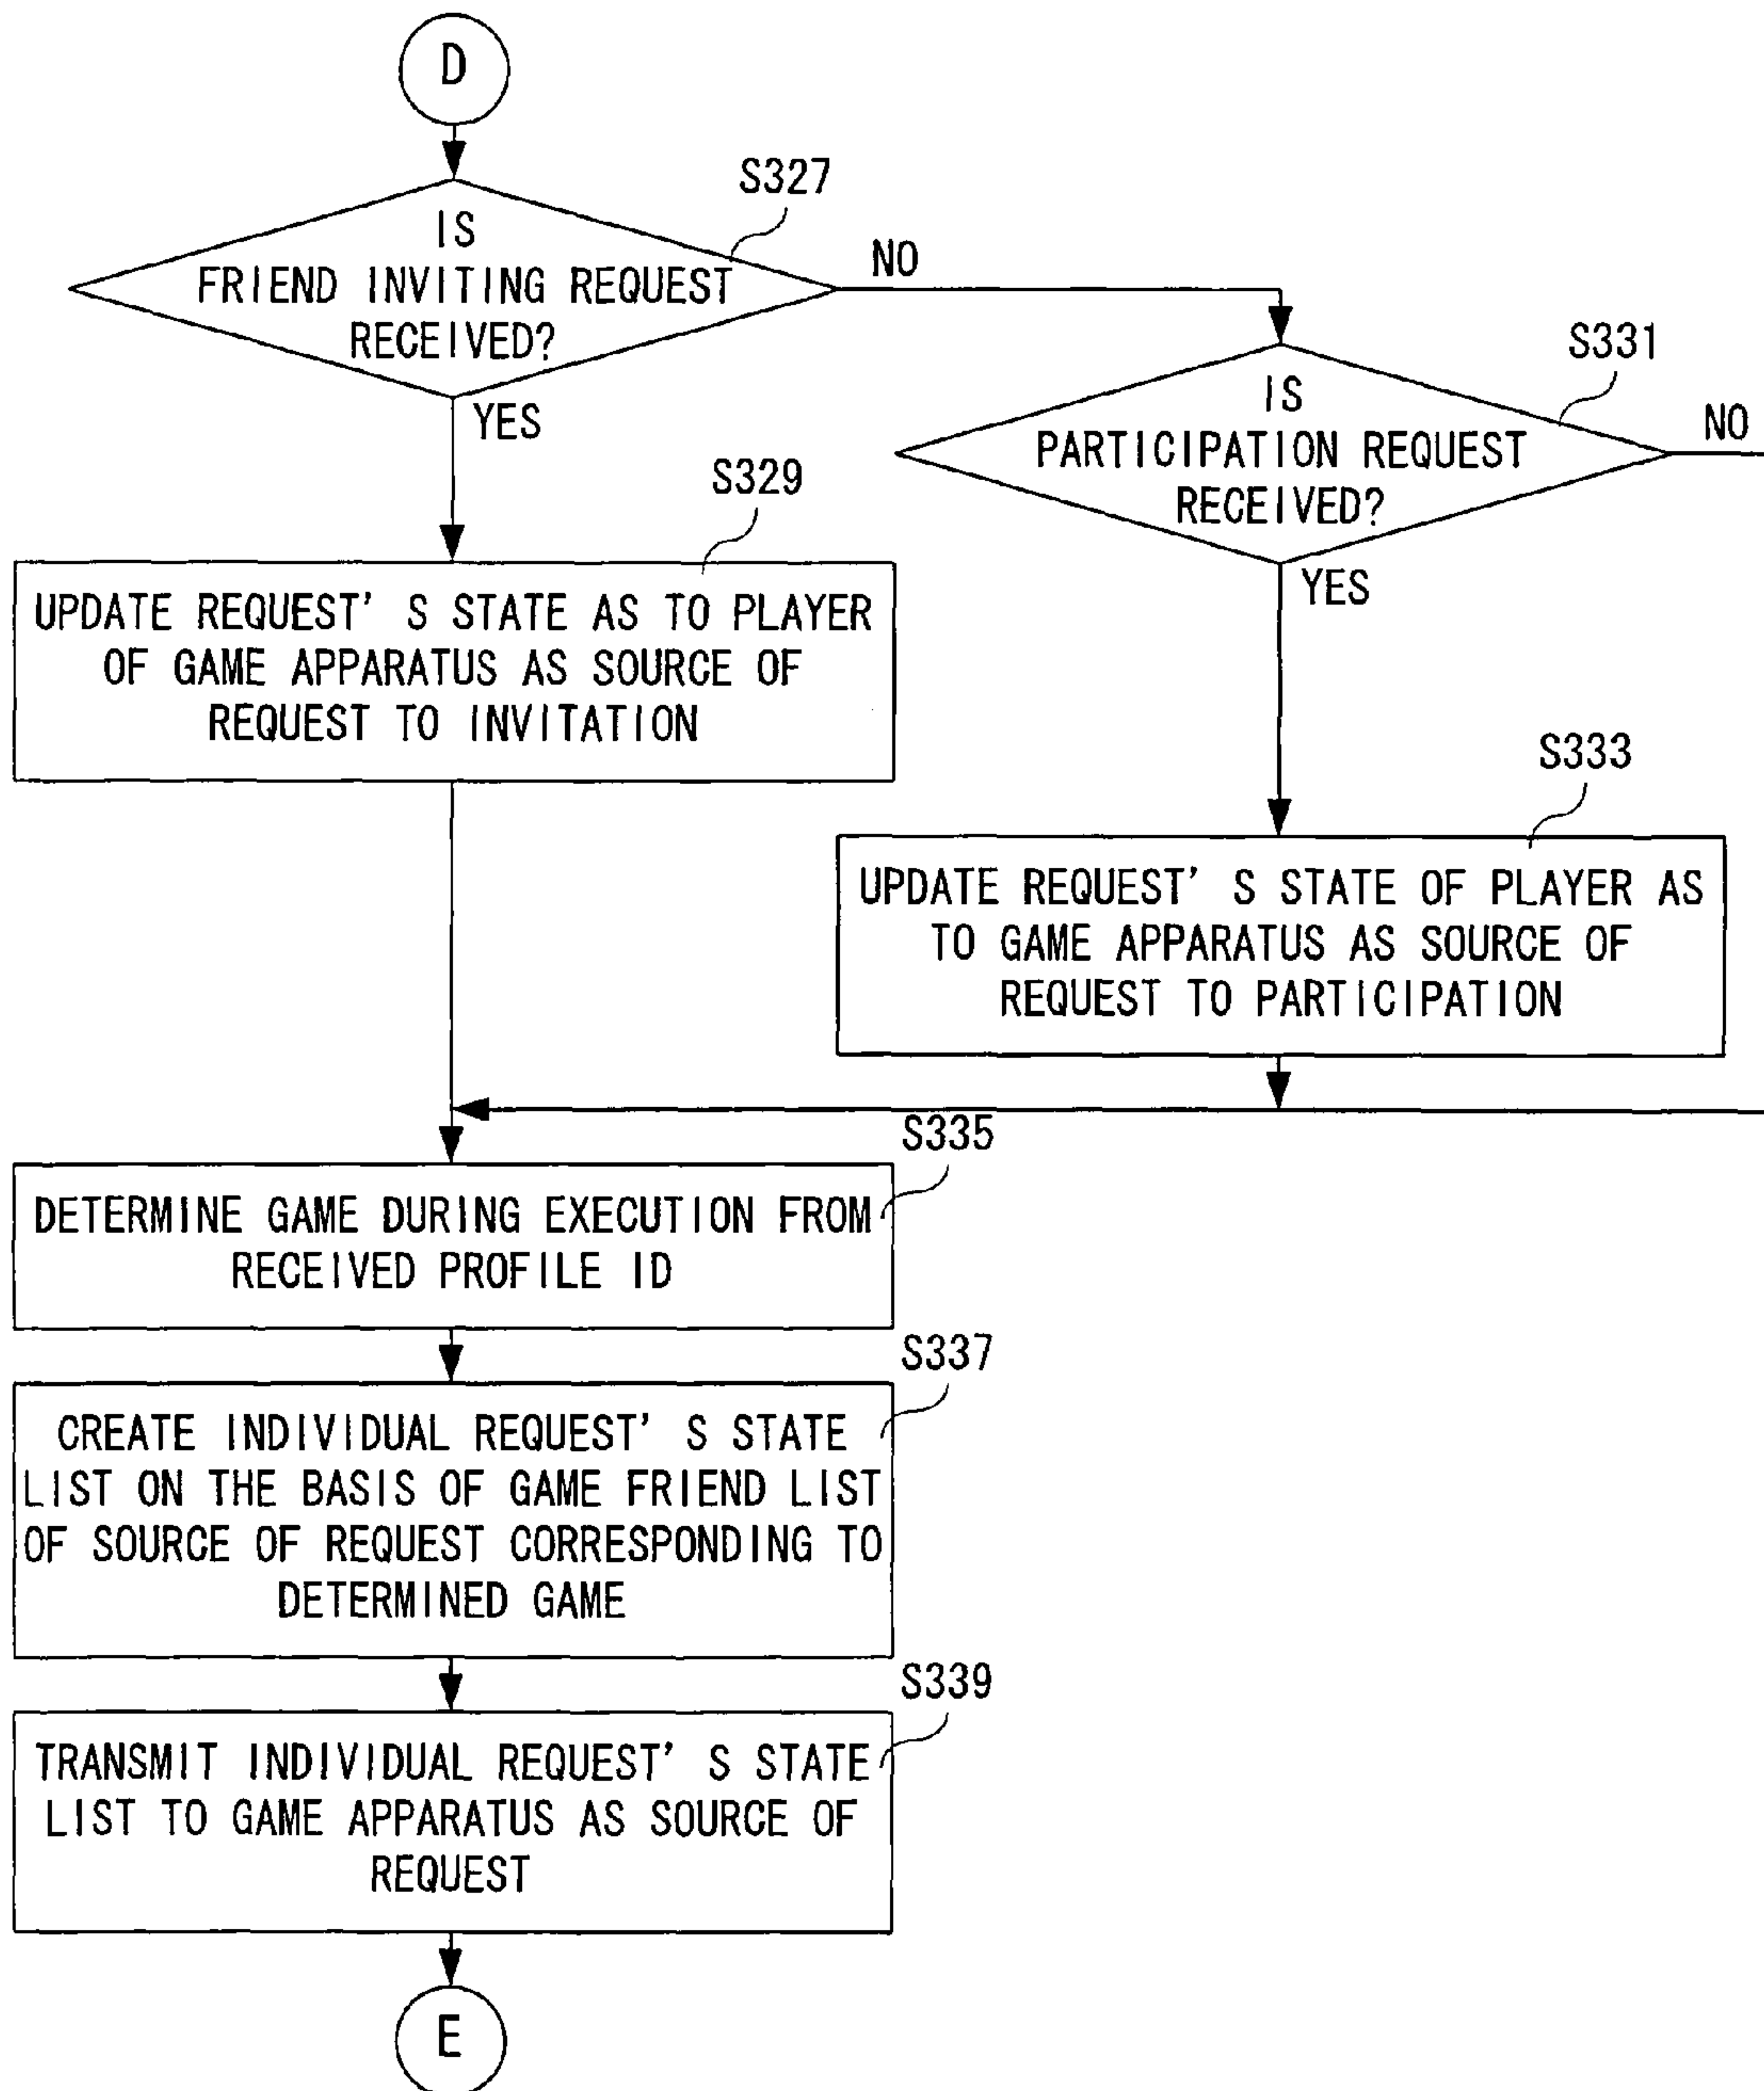 D
S327
IS
FRIEND INVITING REQUEST
RECEIVED?
NO
YES
S331
IS
PARTICIPATION REQUEST
RECEIVED?
NO
YES
S329
UPDATE REQUEST' S STATE AS TO PLAYER
OF GAME APPARATUS AS SOURCE OF
REQUEST TO INVITATION
S333
UPDATE REQUEST' S STATE OF PLAYER AS
TO GAME APPARATUS AS SOURCE OF
REQUEST TO PARTICIPATION
S335
DETERMINE GAME DURING EXECUTION FROM
RECEIVED PROFILE ID
S337
CREATE INDIVIDUAL REQUEST' S STATE
LIST ON THE BASIS OF GAME FRIEND LIST
OF SOURCE OF REQUEST CORRESPONDING TO
DETERMINED GAME
S339
TRANSMIT INDIVIDUAL REQUEST' S STATE
LIST TO GAME APPARATUS AS SOURCE OF
REQUEST
E